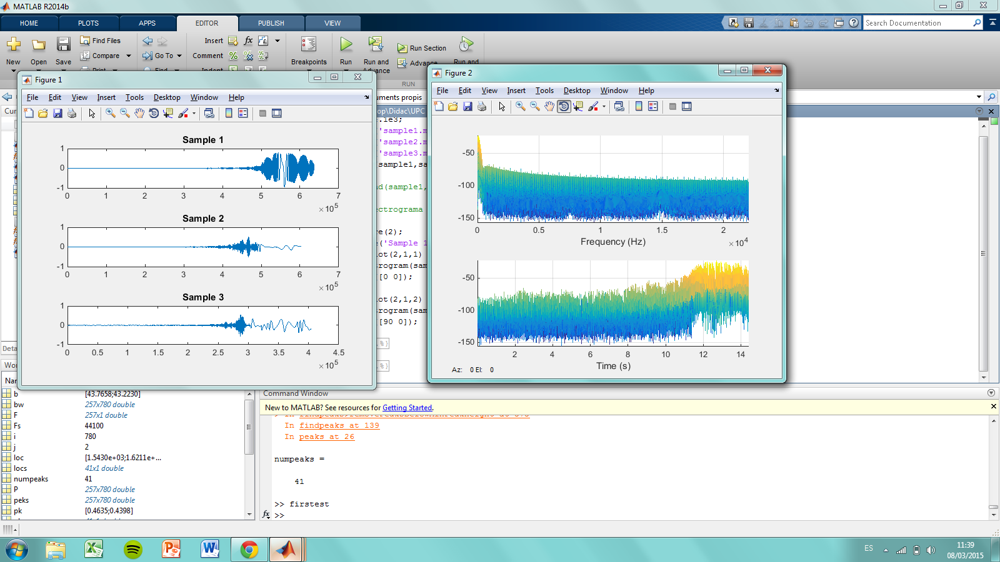 MATLAB R2014b
HOME PLOTS APPS EDITOR PUBLISH VIEW
Search Documentation
New Open Save Find Files Compare Print
Go To Find
Insert fx
Comment
Indent
Breakpoints
Run Run and Advance Run Section Advance Run and
RUN
Figure 1
File Edit View Insert Tools Desktop Window Help
Sample 1
1
0
-1
0 1 2 3 4 5 6 7
×10^5
Sample 2
1
0
-1
0 1 2 3 4 5 6 7
×10^5
Sample 3
1
0
-1
0 0.5 1 1.5 2 2.5 3 3.5 4 4.5
×10^5
uments propis
op\Didac\UPC
.1e3;
'sample1.m
'sample2.m
'sample3.m
(sample1,sa
nd(sample1,
ectrograma
re(2);
e('Sample 1
lot(2,1,1)
trogram(sam
[0 0]);
lot(2,1,2)
trogram(sam
[90 0]);
Figure 2
File Edit View Insert Tools Desktop Window Help
-50
-100
-150
0 0.5 1 1.5 2
Frequency (Hz)
×10^4
-50
-100
-150
2 4 6 8 10 12 14
Time (s)
Az: 0 El: 0
Cur
Deta
Wo
Nar
b [43.7658;43.2230]
bw 257x780 double
F 257x1 double
Fs 44100
i 780
j 2
loc [1.5430e+03;1.6211e+...
locs 41x1 double
numpeaks 41
P 257x780 double
peks 257x780 double
pk [0.4635;0.4398]
Command Window
New to MATLAB? See resources for Getting Started.
In findpeaks at 139
In peaks at 26
numpeaks =
41
>> firstest
fx >>
ES
11:39
08/03/2015